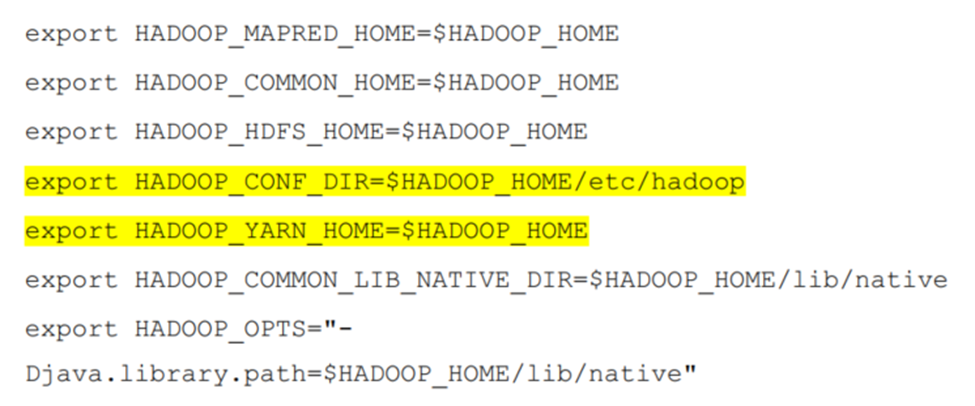 export HADOOP_MAPRED_HOME=$HADOOP_HOME
export HADOOP_COMMON_HOME=$HADOOP_HOME
export HADOOP_HDFS_HOME=$HADOOP_HOME
export HADOOP_CONF_DIR=$HADOOP_HOME/etc/hadoop
export HADOOP_YARN_HOME=$HADOOP_HOME
export HADOOP_COMMON_LIB_NATIVE_DIR=$HADOOP_HOME/lib/native
export HADOOP_OPTS="-
Djava.library.path=$HADOOP_HOME/lib/native"